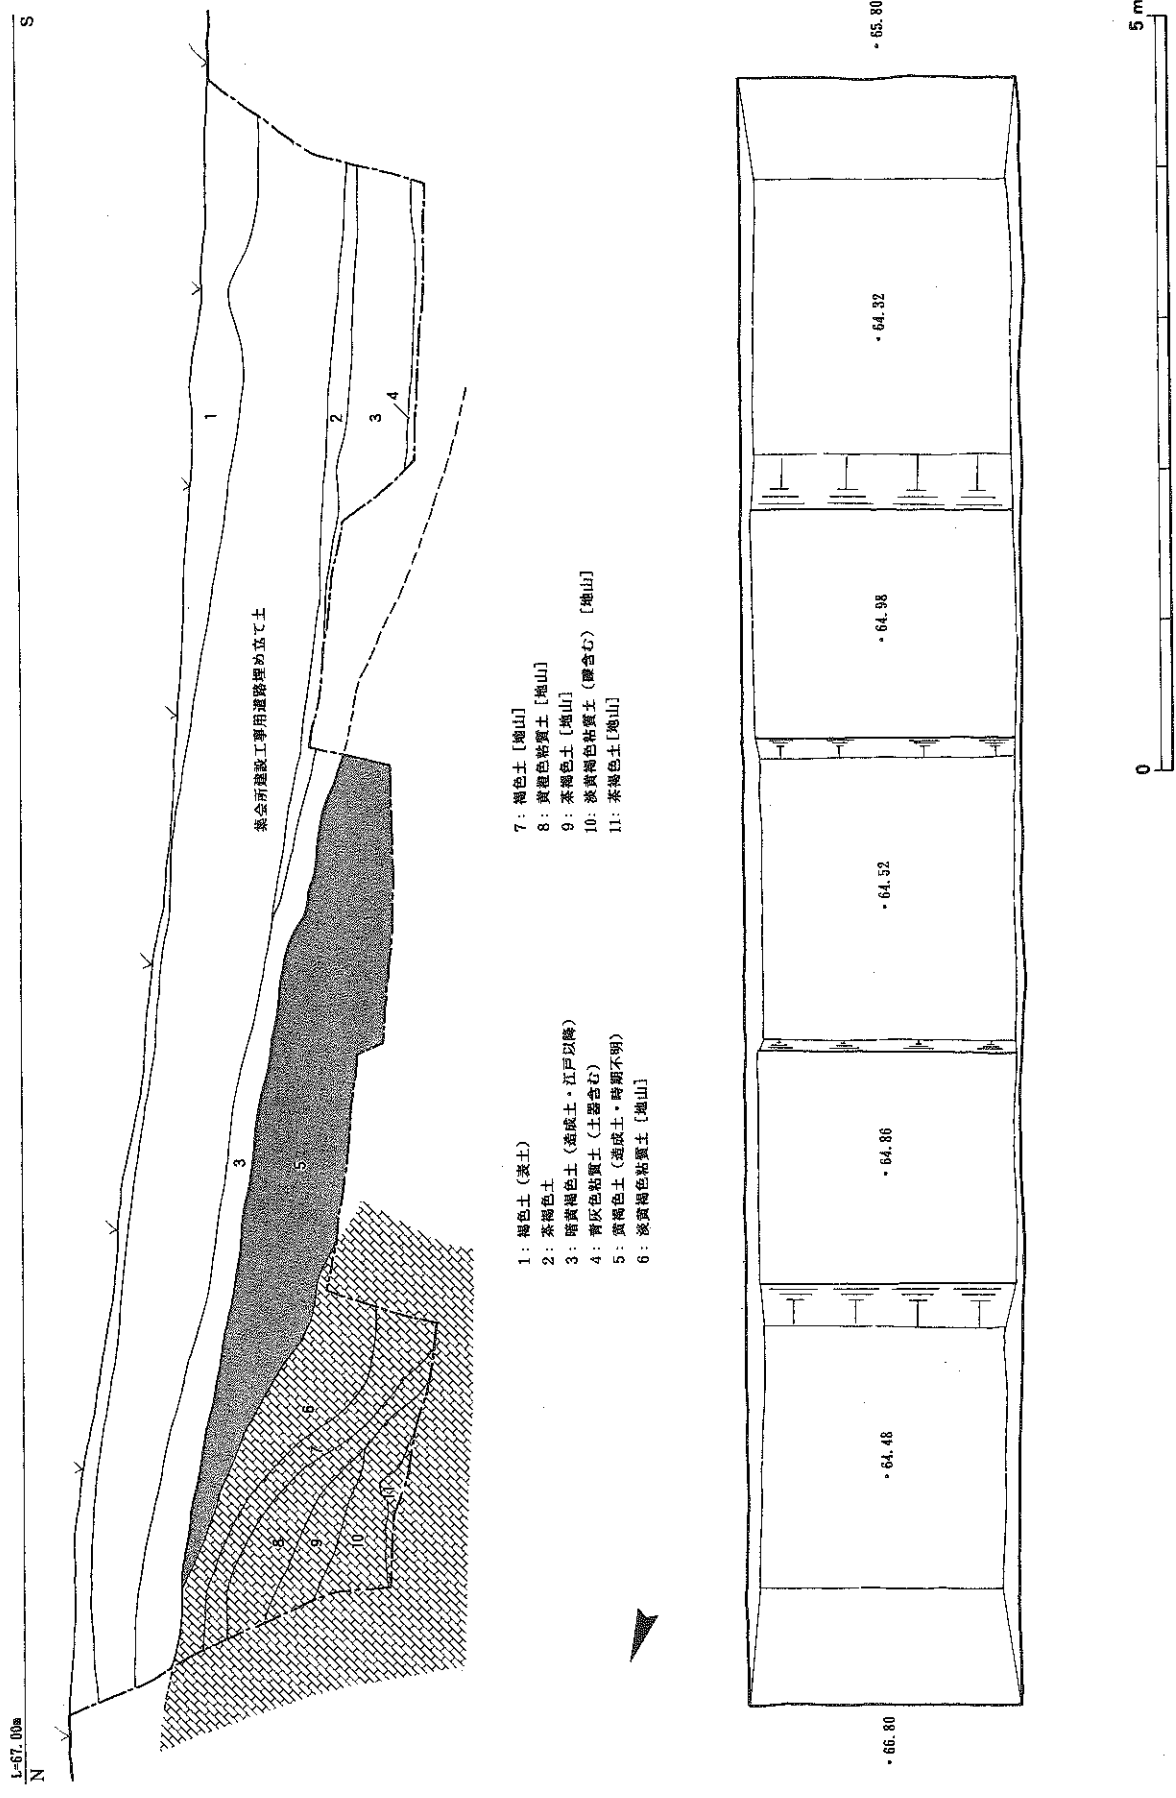 L=67.00m
N
S
1
2
3
4
集会所建設工事用道路埋め立て土
3
5
6
7
8
9
10
11
1：褐色土（表土）
2：茶褐色土
3：暗黄褐色土（造成土・江戸以降）
4：青灰色粘質土（土器含む）
5：黄褐色土（造成土・時期不明）
6：淡黄褐色粘質土［地山］
7：褐色土［地山］
8：黄橙色粘質土［地山］
9：茶褐色土［地山］
10：淡黄褐色粘質土（礫含む）［地山］
11：茶褐色土［地山］
66.80
64.48
64.86
64.52
64.98
64.32
65.80
0
5 m